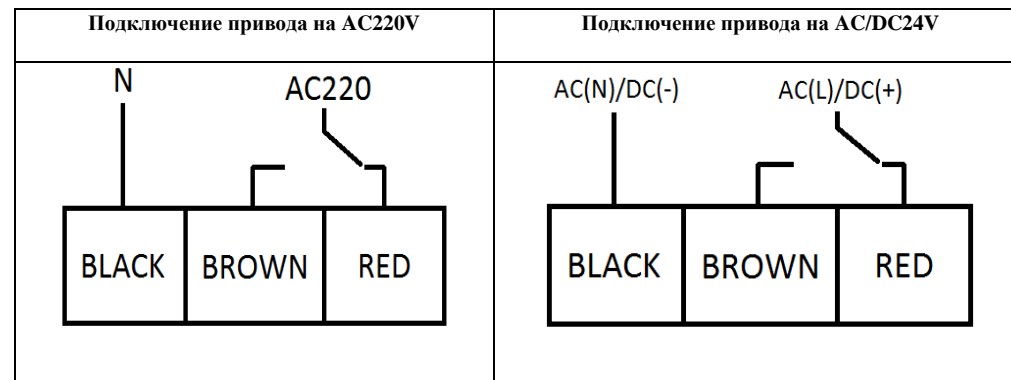 Подключение привода на AC220V
Подключение привода на AC/DC24V
N
AC220
BLACK
BROWN
RED
AC(N)/DC(-)
AC(L)/DC(+)
BLACK
BROWN
RED